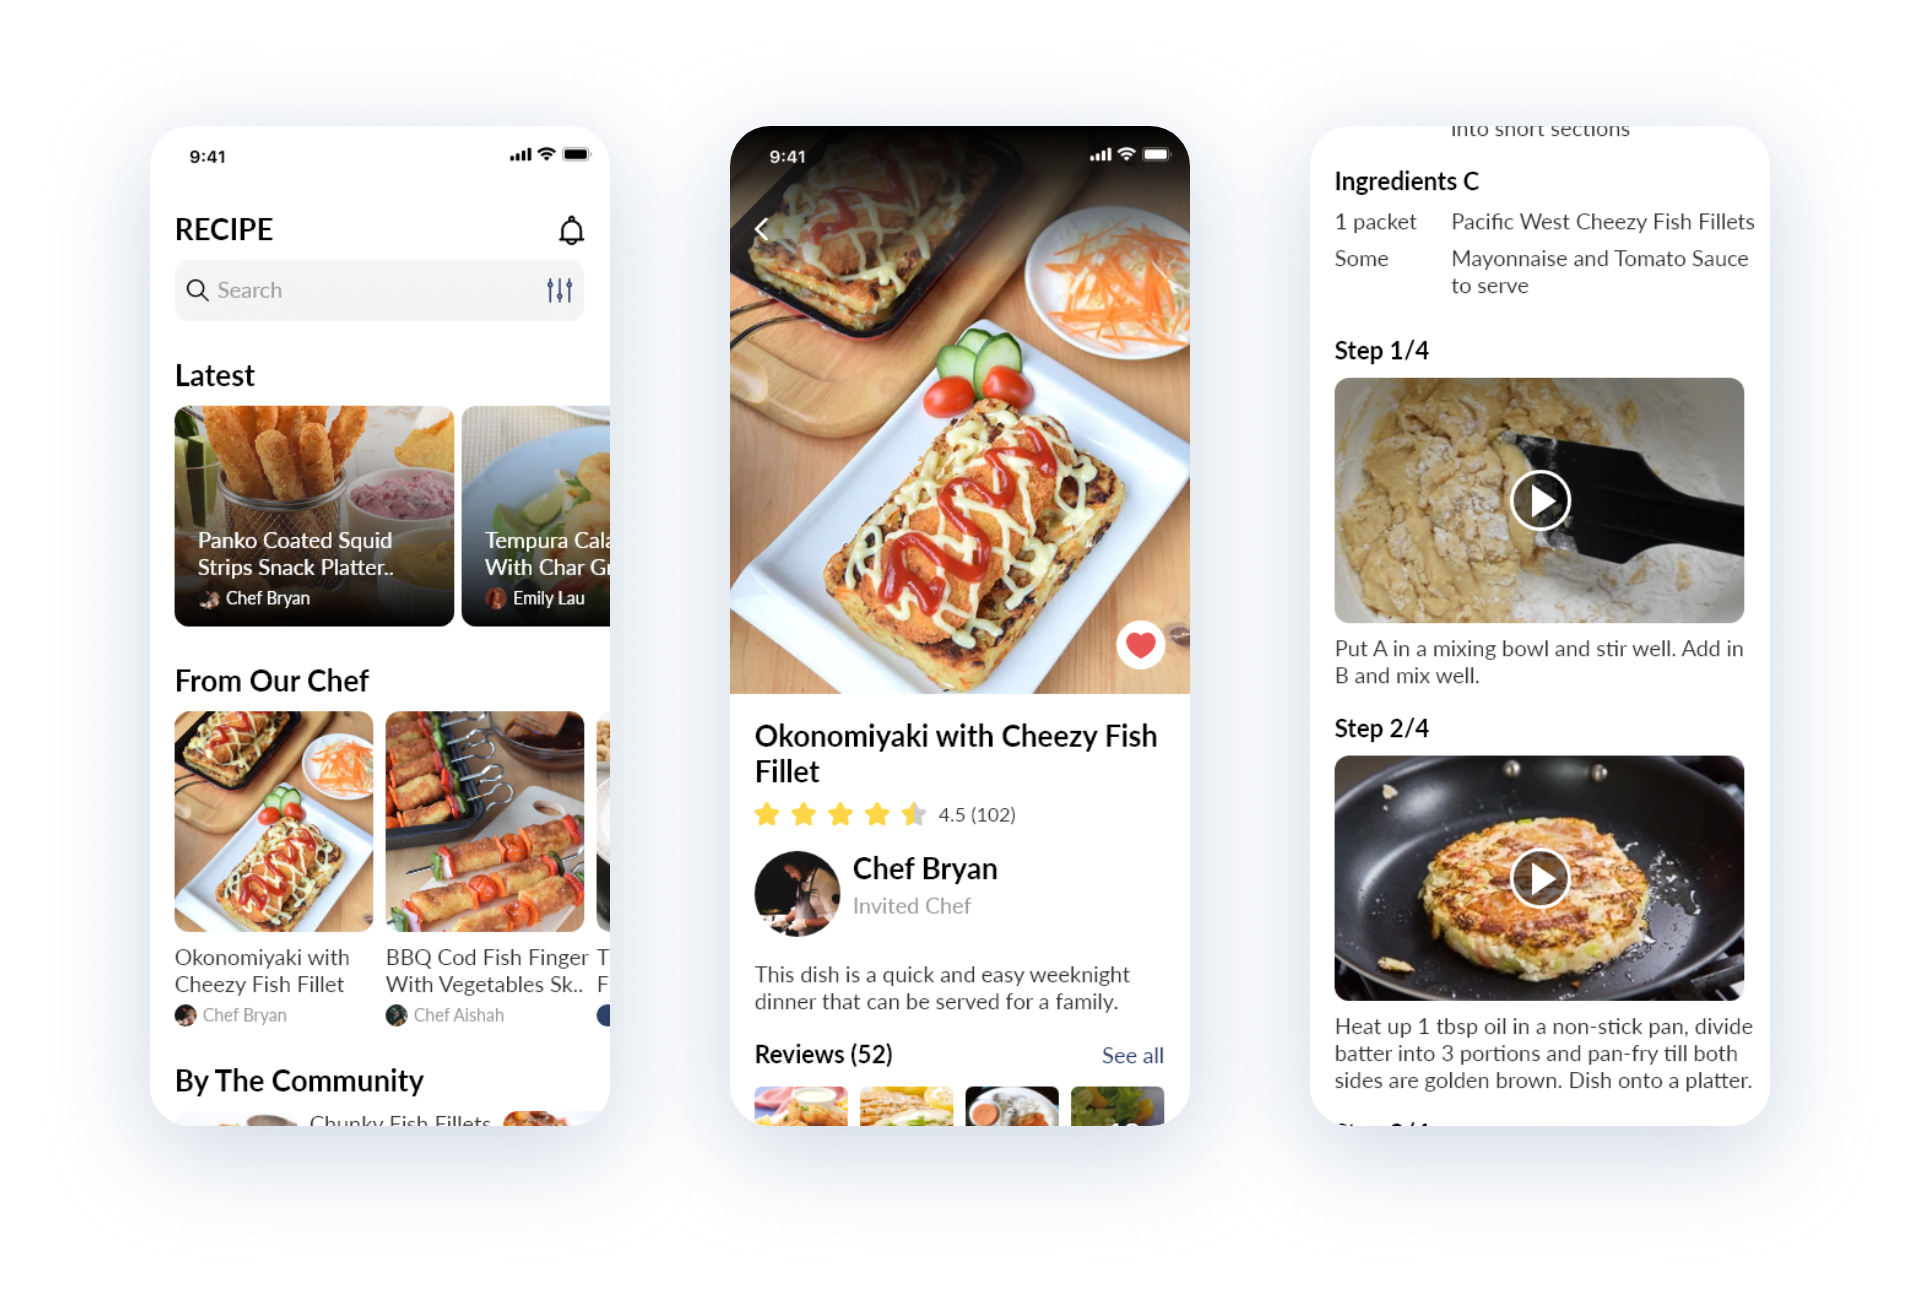 9:41
RECIPE
Search
Latest
Panko Coated Squid
Strips Snack Platter..
Chef Bryan
Tempura Cala
With Char Gr
Emily Lau
From Our Chef
Okonomiyaki with
Cheezy Fish Fillet
Chef Bryan
BBQ Cod Fish Finger
With Vegetables Sk..
Chef Aishah
T
F
By The Community
Chunky Fish Fillets
9:41
Okonomiyaki with Cheezy Fish
Fillet
4.5 (102)
Chef Bryan
Invited Chef
This dish is a quick and easy weeknight
dinner that can be served for a family.
Reviews (52)
See all
into short sections
Ingredients C
1 packet Pacific West Cheezy Fish Fillets
Some Mayonnaise and Tomato Sauce
to serve
Step 1/4
Put A in a mixing bowl and stir well. Add in
B and mix well.
Step 2/4
Heat up 1 tbsp oil in a non-stick pan, divide
batter into 3 portions and pan-fry till both
sides are golden brown. Dish onto a platter.
Step 3/4